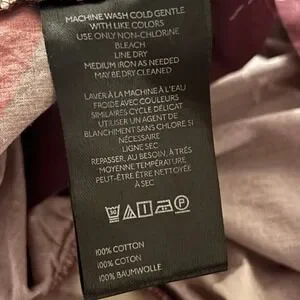 MACHINE WASH COLD GENTLE
WITH LIKE COLORS
USE ONLY NON-CHLORINE
BLEACH
LINE DRY
MEDIUM IRON AS NEEDED
MAY BE DRY CLEANED
LAVER À LA MACHINE À L'EAU
FROIDE AVEC COULEURS
SIMILAIRES CYCLE DÉLICAT
UTILISER UN AGENT DE
BLANCHIMENT SANS CHLORE SI
NÉCESSAIRE
LIGNE SEC
REPASSER, AU BESOIN, À TRÈS
MOYENNE TEMPÉRATURE
PEUT-ÊTRE ÊTRE NETTOYÉE
À SEC
100% COTTON
100% COTON
100% BAUMWOLLE